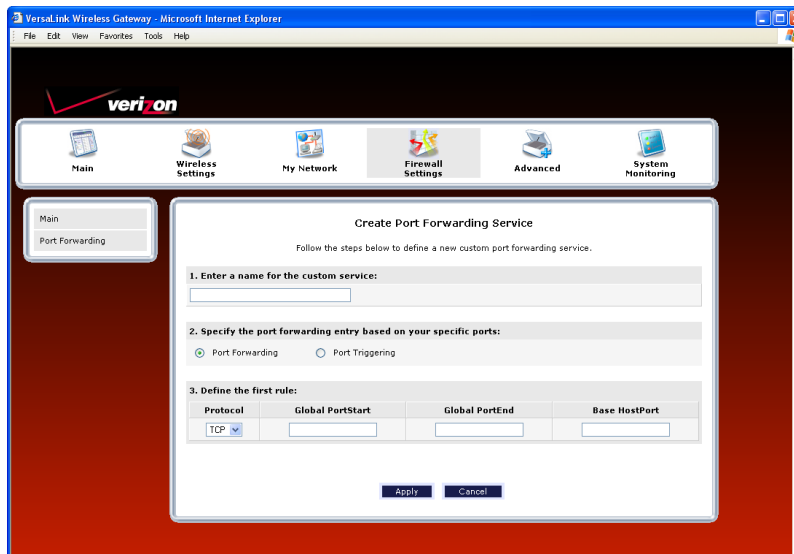 VersaLink Wireless Gateway - Microsoft Internet Explorer
File Edit View Favorites Tools Help
verizon
Main
Wireless
Settings
My Network
Firewall
Settings
Advanced
System
Monitoring
Main
Port Forwarding
Create Port Forwarding Service
Follow the steps below to define a new custom port forwarding service.
1. Enter a name for the custom service:
2. Specify the port forwarding entry based on your specific ports:
Port Forwarding Port Triggering
3. Define the first rule:
Protocol Global PortStart Global PortEnd Base HostPort
TCP
Apply Cancel